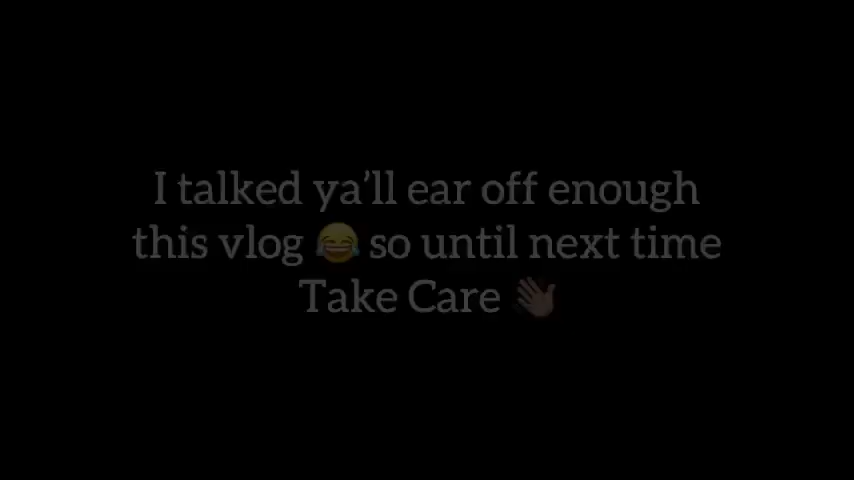 I talked ya’ll ear off enough
this vlog 😂 so until next time
Take Care 👋🏾